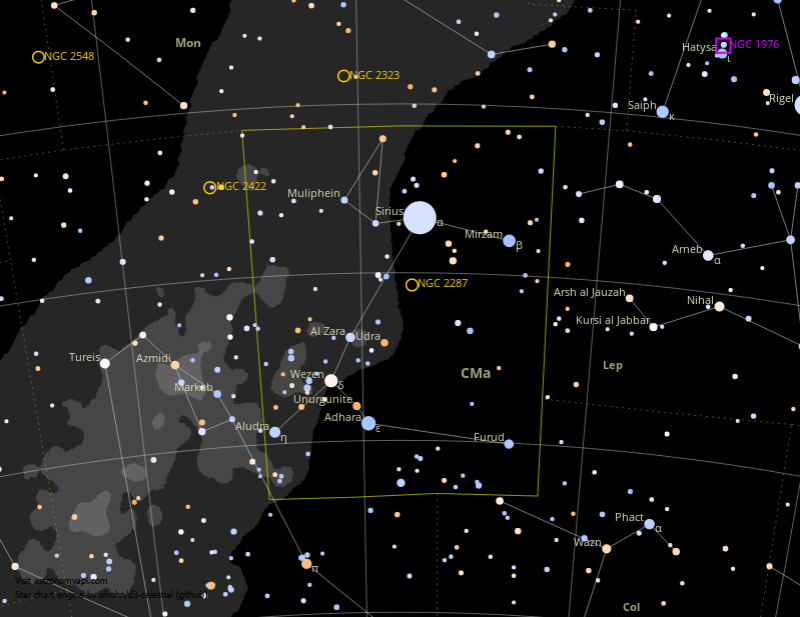 Mon
Hatysa
NGC 1976
ι
NGC 2548
NGC 2323
Rigel
Saiph
κ
NGC 2422
Muliphein
Sirius
α
Mirzam
β
Arneb
α
NGC 2287
Arsh al Jauzah
Nihal
Kursi al Jabbar
Al Zara
Udra
Tureis
Azmidi
Lep
Wezen
δ
CMa
Markab
Unurgunite
Adhara
ε
Aludra
η
Furud
Phact
α
Wazn
π
Visit astronomyapi.com
Star chart engine by ofrohn/d3-celestial (github)
Col